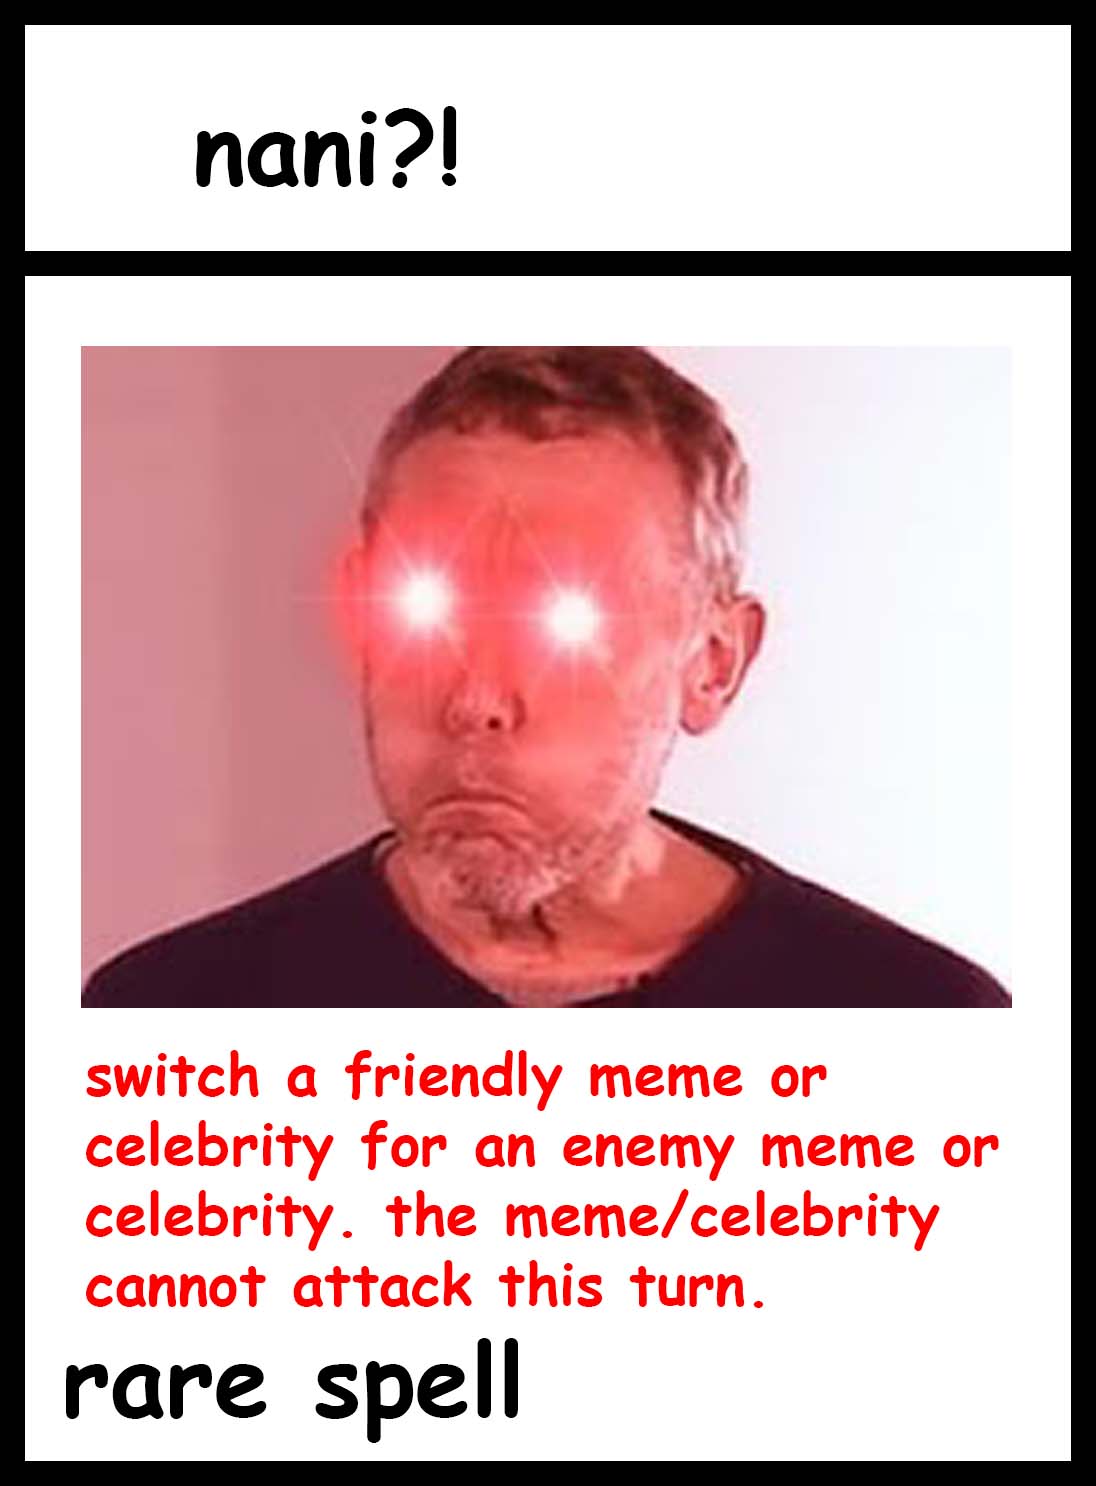 nani?!
switch a friendly meme or
celebrity for an enemy meme or
celebrity. the meme/celebrity
cannot attack this turn.
rare spell